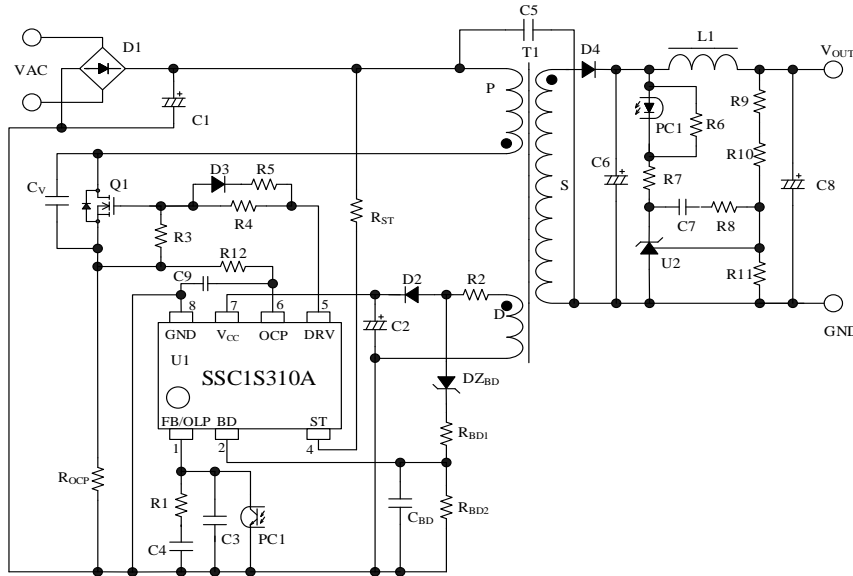 C5
D1
T1
D4
L1
VOUT
VAC
P
R9
C1
PC1
R6
R10
D3
R5
CV
Q1
S
C6
R7
C8
RST
R4
R3
C7
R8
R12
U2
C9
D2
R2
R11
8
7
6
5
D
C2
GND
GND
VCC
OCP
DRV
U1
SSC1S310A
DZBD
FB/OLP
BD
ST
RBD1
1
2
4
ROCP
R1
RBD2
C3
PC1
CBD
C4